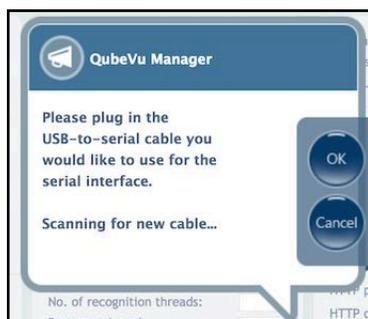 QubeVu Manager
Please plug in the
USB-to-serial cable you
would like to use for the
serial interface.
Scanning for new cable...
OK
Cancel
No. of recognition threads:
HTTP